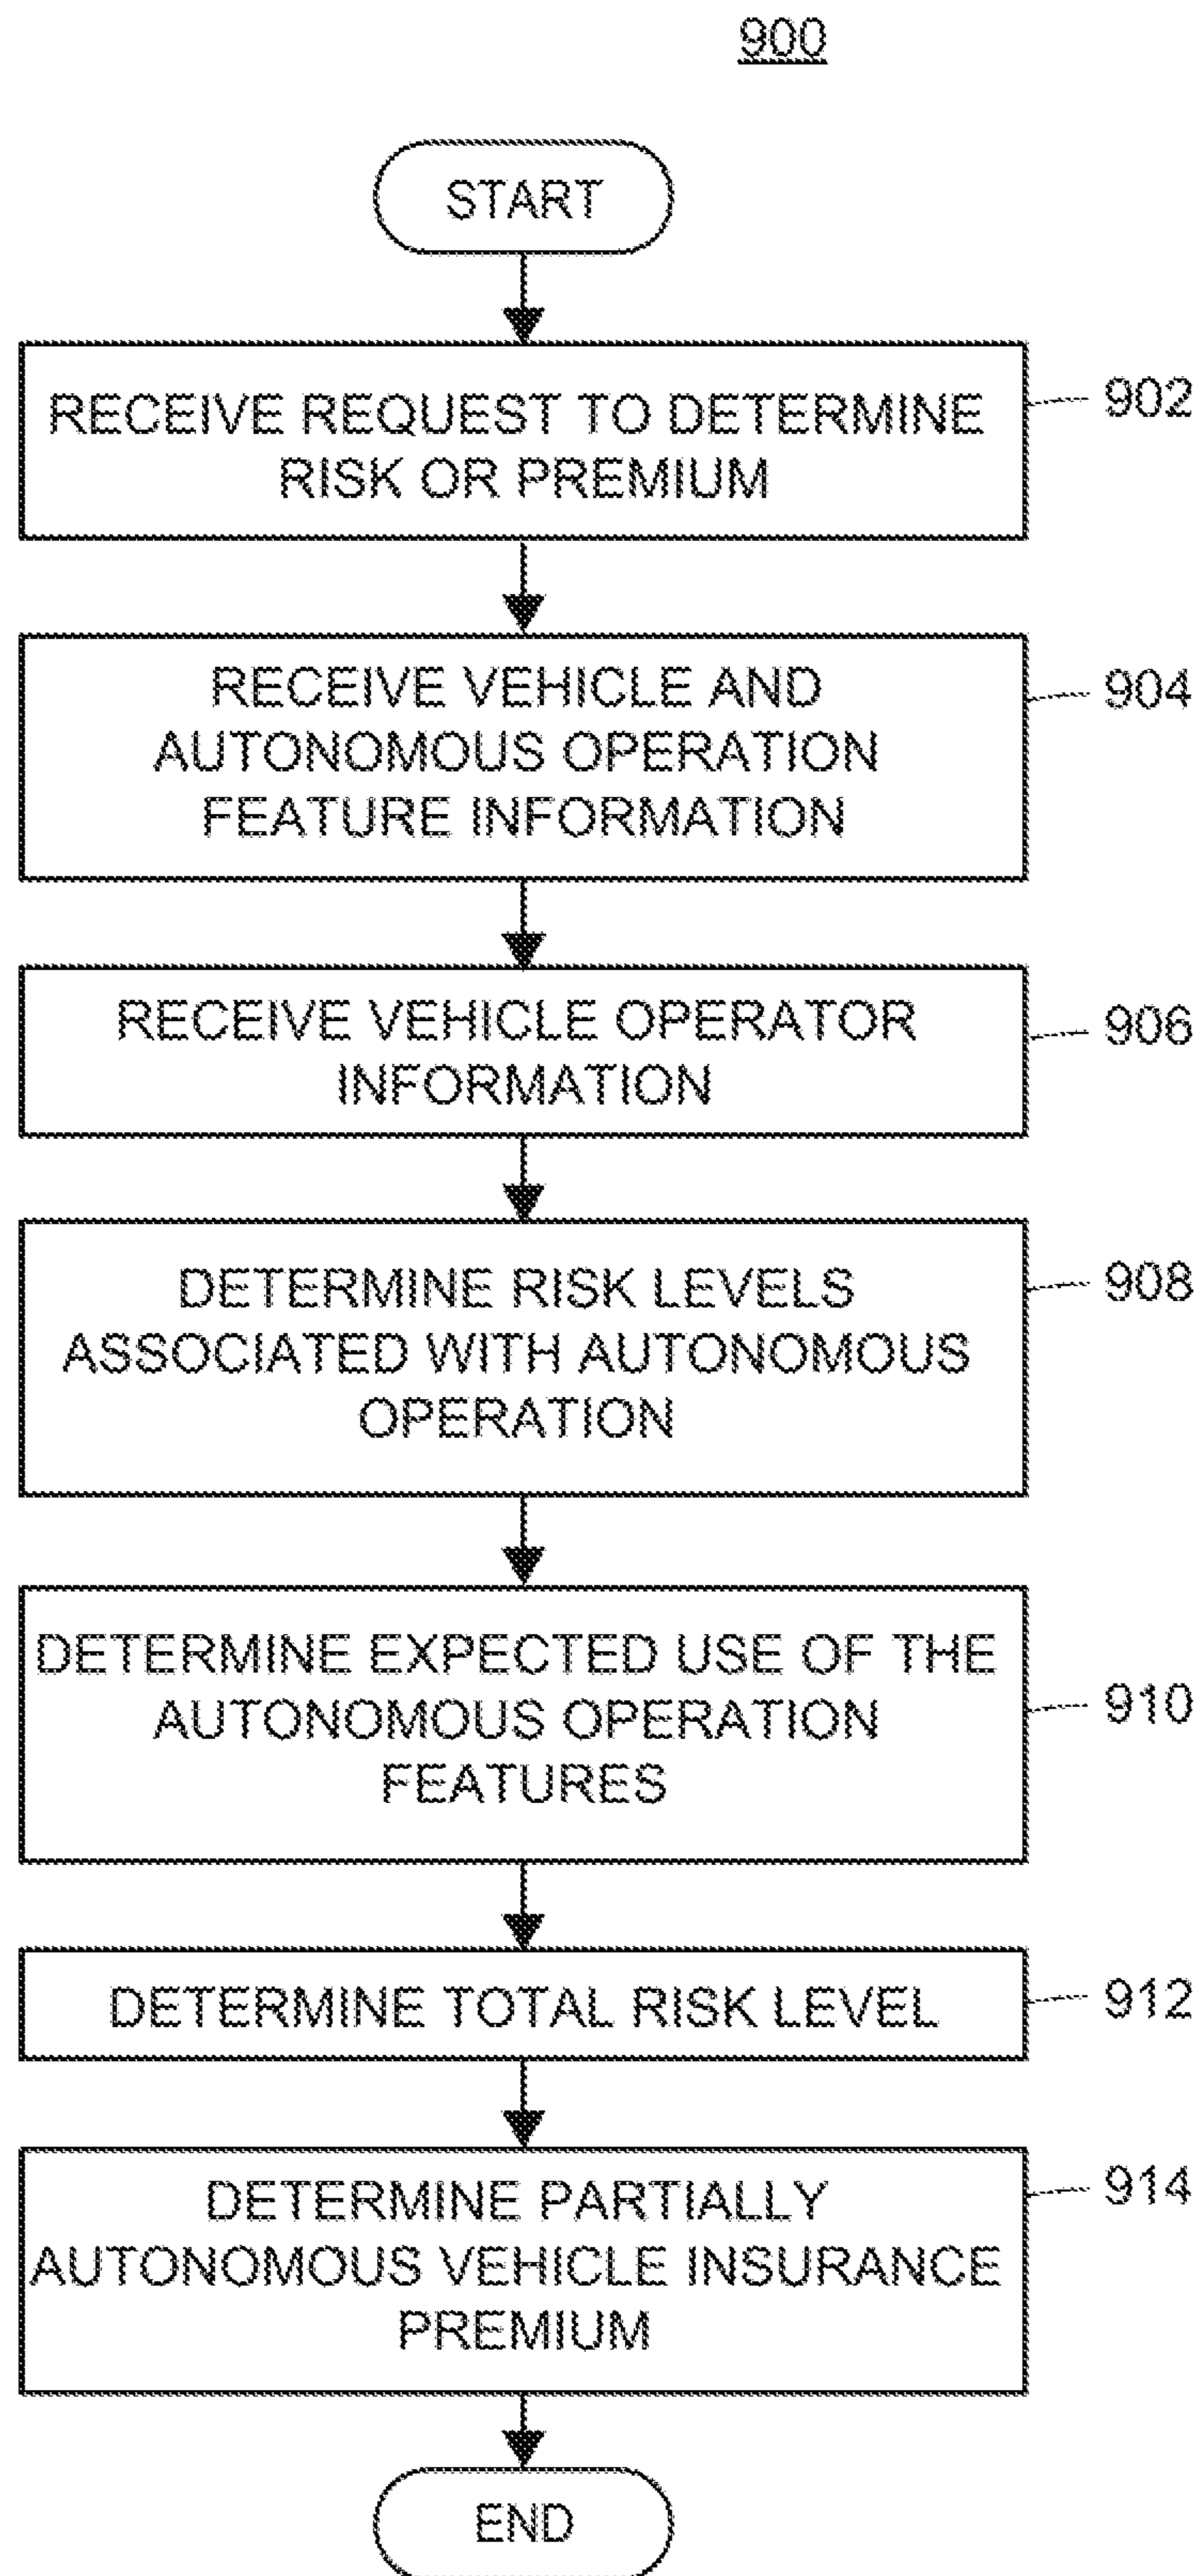 900
START
RECEIVE REQUEST TO DETERMINE
RISK OR PREMIUM
902
RECEIVE VEHICLE AND
AUTONOMOUS OPERATION
FEATURE INFORMATION
904
RECEIVE VEHICLE OPERATOR
INFORMATION
906
DETERMINE RISK LEVELS
ASSOCIATED WITH AUTONOMOUS
OPERATION
908
DETERMINE EXPECTED USE OF THE
AUTONOMOUS OPERATION
FEATURES
910
DETERMINE TOTAL RISK LEVEL
912
DETERMINE PARTIALLY
AUTONOMOUS VEHICLE INSURANCE
PREMIUM
914
END